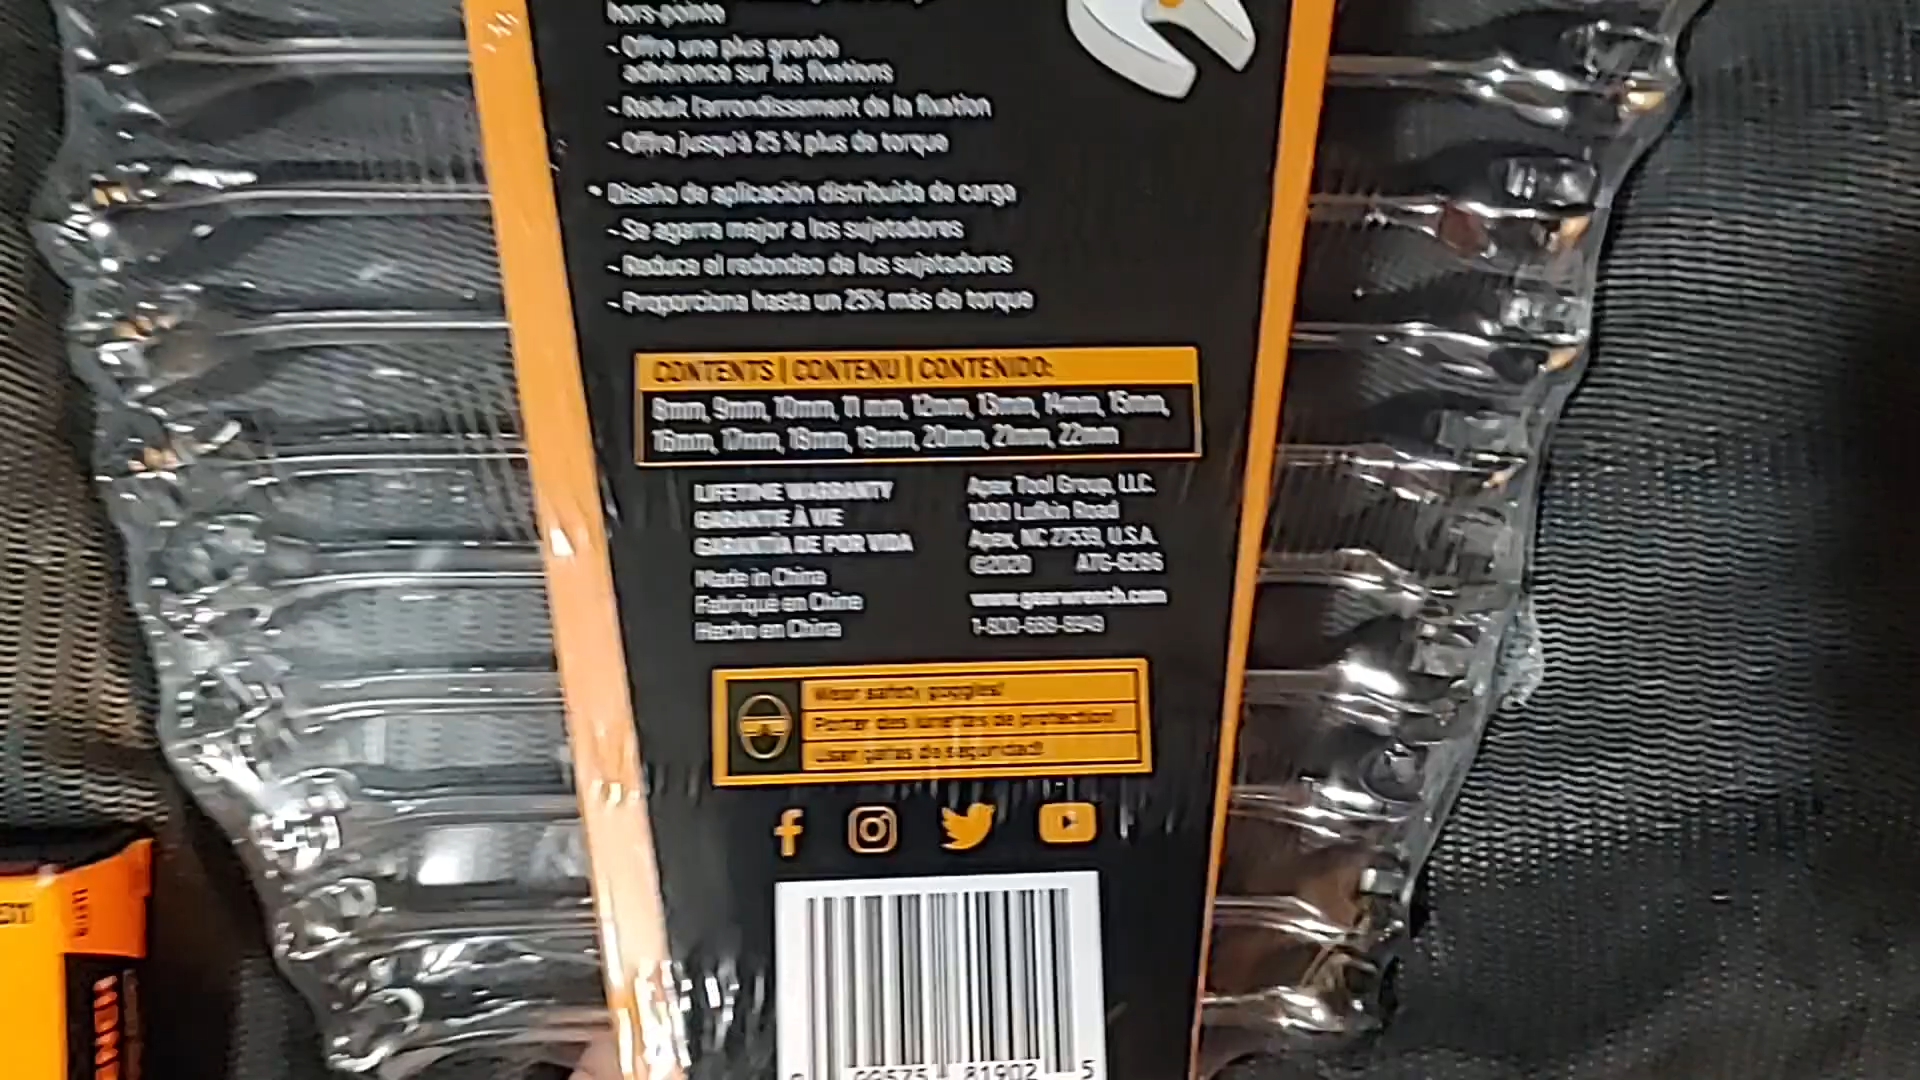 hors-pointe
- Offre une plus grande
adhérence sur les fixations
- Réduit l'arrondissement de la fixation
- Offre jusqu'à 25 % plus de torque
• Diseño de aplicación distribuida de carga
- Se agarra mejor a los sujetadores
- Reduce el redondeo de los sujetadores
- Proporciona hasta un 25% más de torque
CONTENTS | CONTENU | CONTENIDO:
8mm, 9mm, 10mm, 11 mm, 12mm, 13mm, 14mm, 15mm,
16mm, 17mm, 18mm, 19mm, 20mm, 21mm, 22mm
LIFETIME WARRANTY
GARANTIE À VIE
GARANTÍA DE POR VIDA
Made in China
Fabriqué en Chine
Hecho en China
Apex Tool Group, LLC.
1000 Lufkin Road
Apex, NC 27539, U.S.A.
©2020 ATG-6286
www.gearwrench.com
Wear safety goggles!
Porter des lunettes de protection!
Usar gafas de seguridad!
81902 5